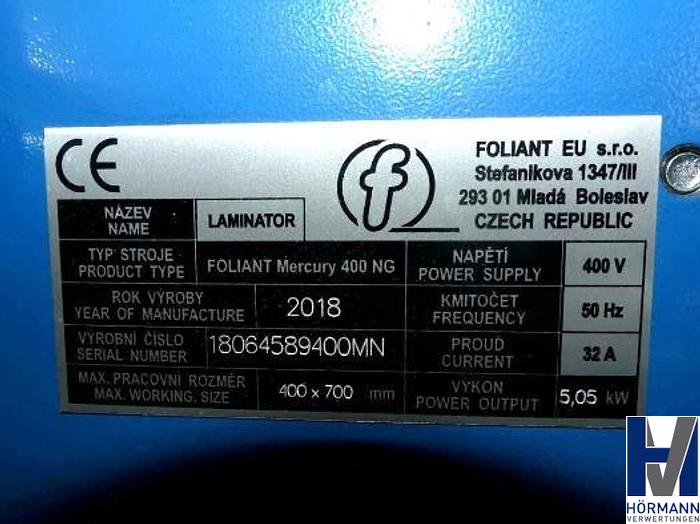 CE
f
FOLIANT EU s.r.o.
Stefanikova 1347/III
293 01 Mladá Boleslav
CZECH REPUBLIC
NÁZEV
NAME
LAMINATOR
TYP STROJE
PRODUCT TYPE
FOLIANT Mercury 400 NG
NAPĚTÍ
POWER SUPPLY
400 V
ROK VÝROBY
YEAR OF MANUFACTURE
2018
KMITOČET
FREQUENCY
50 Hz
VÝROBNÍ ČÍSLO
SERIAL NUMBER
18064589400MN
PROUD
CURRENT
32 A
MAX. PRACOVNÍ ROZMĚR
MAX. WORKING. SIZE
400 x 700 mm
VÝKON
POWER OUTPUT
5,05 kW
HV
HÖRMANN
VERWERTUNGEN